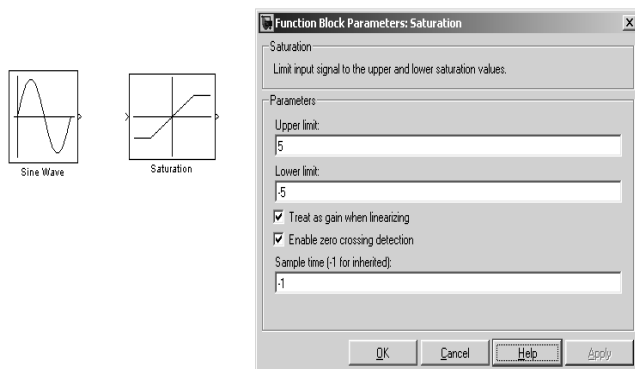 Sine Wave
Saturation
Function Block Parameters: Saturation
Saturation
Limit input signal to the upper and lower saturation values.
Parameters
Upper limit:
5
Lower limit:
-5
Treat as gain when linearizing
Enable zero crossing detection
Sample time (-1 for inherited):
-1
OK Cancel Help Apply